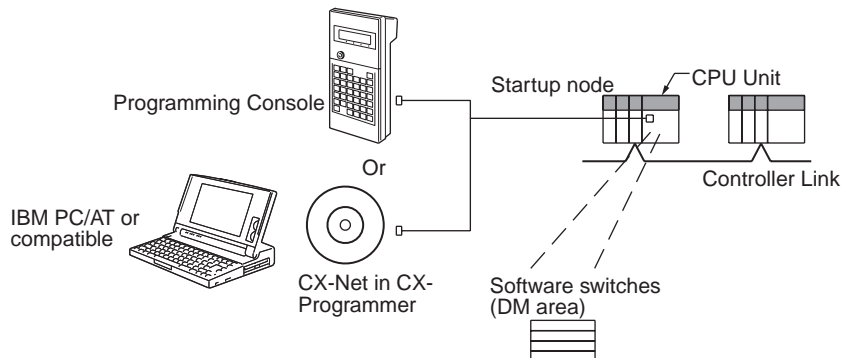 Startup node
CPU Unit
Programming Console
Or
Controller Link
IBM PC/AT or
compatible
CX-Net in CX-
Programmer
Software switches
(DM area)